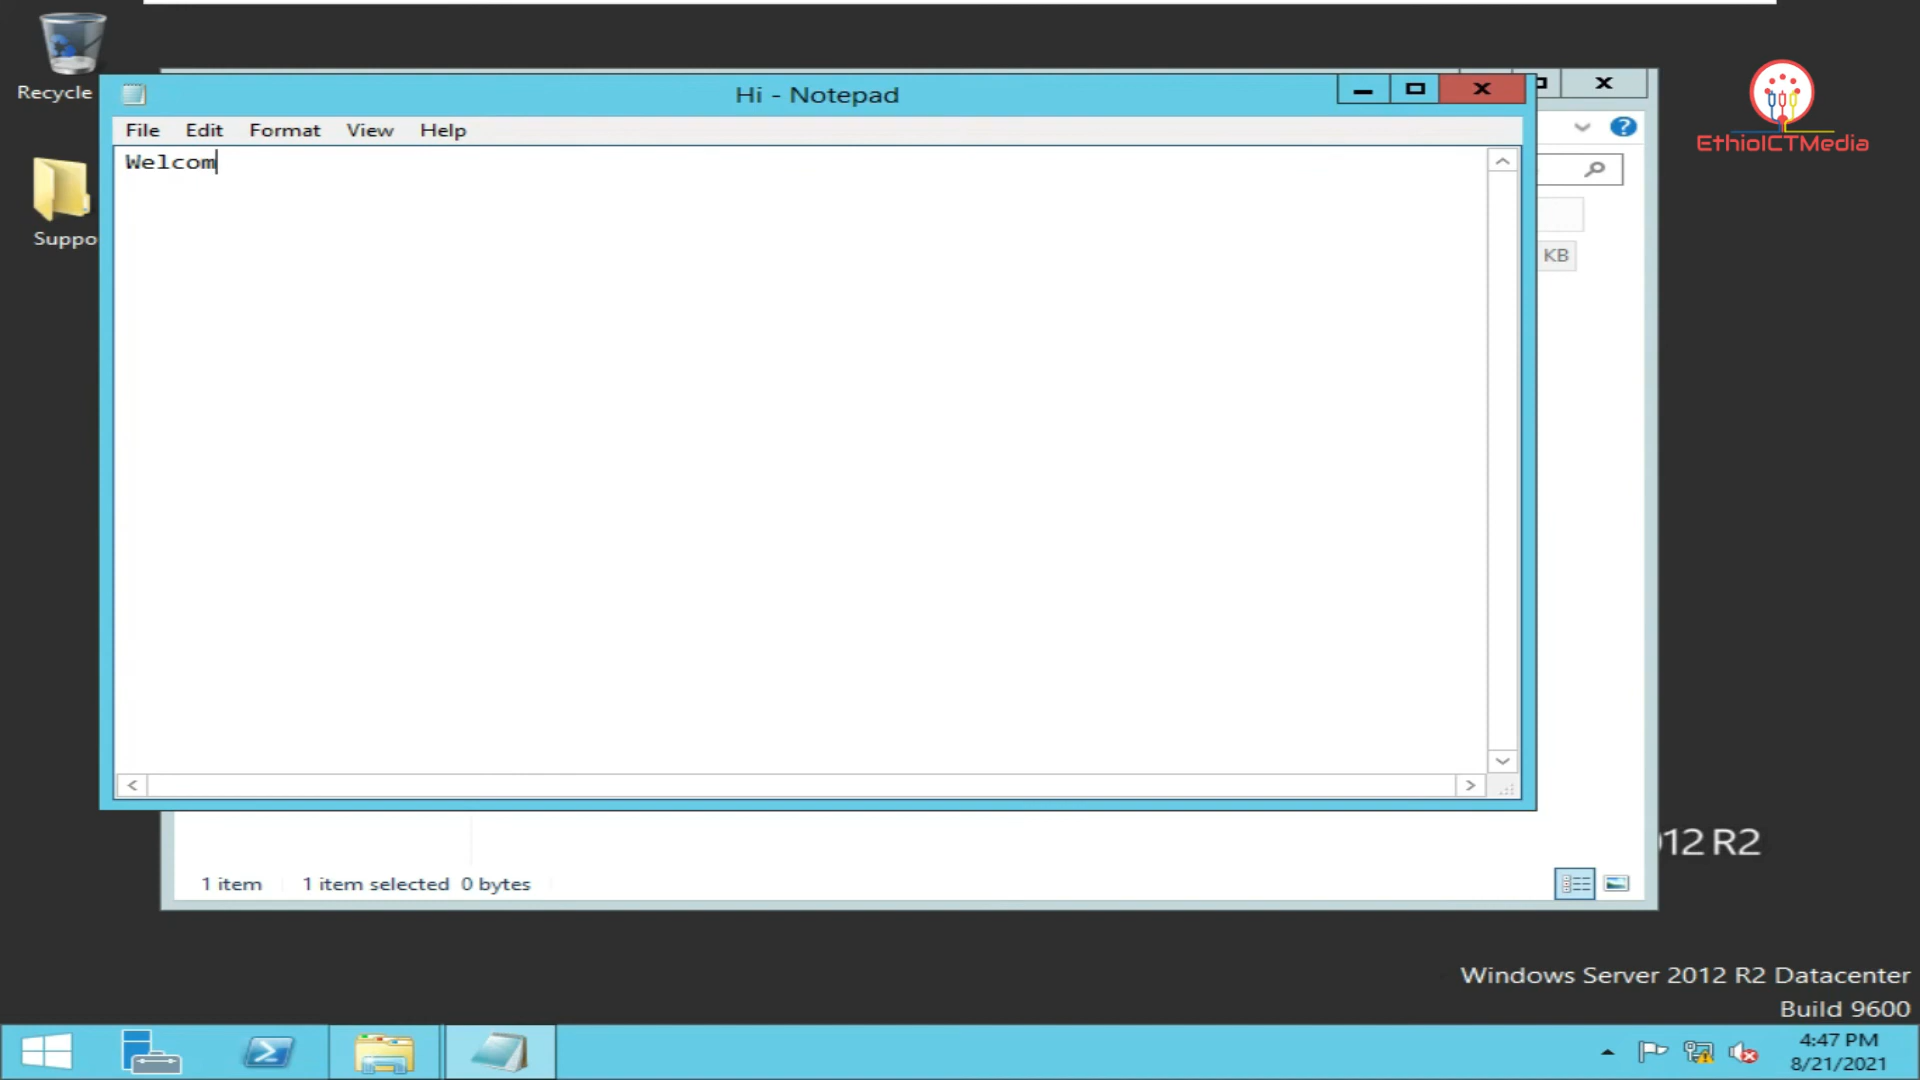 Recycle
Hi - Notepad
EthioICTMedia
File Edit Format View Help
Welcom
Suppo
KB
12 R2
1 item 1 item selected 0 bytes
Windows Server 2012 R2 Datacenter
Build 9600
4:47 PM
8/21/2021